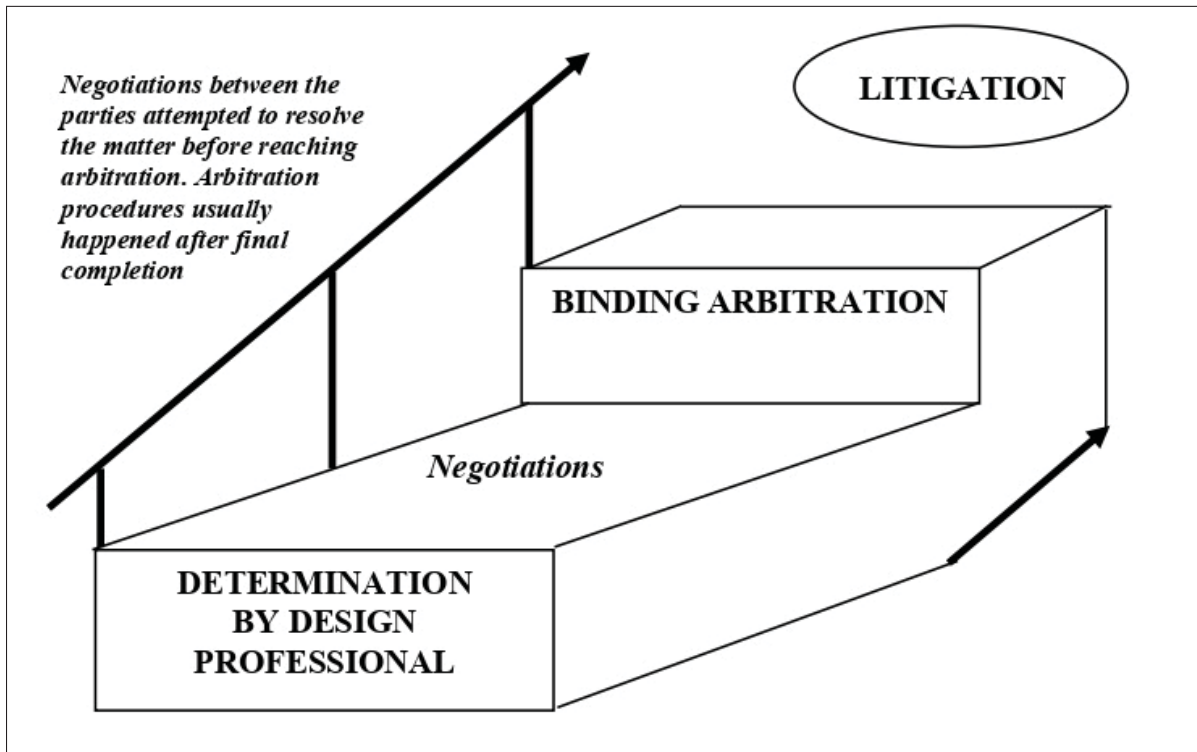 Negotiations between the
parties attempted to resolve
the matter before reaching
arbitration. Arbitration
procedures usually
happened after final
completion
LITIGATION
BINDING ARBITRATION
Negotiations
DETERMINATION
BY DESIGN
PROFESSIONAL